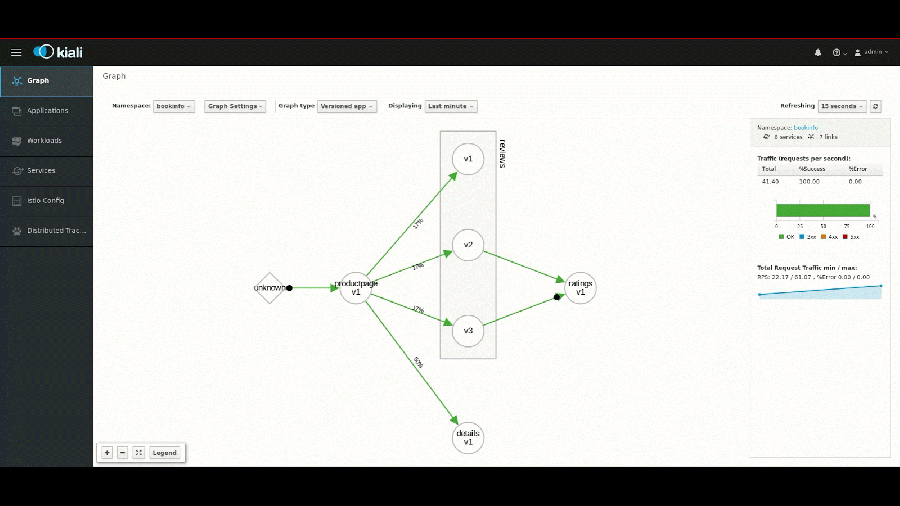 kiali
admin
Graph
Applications
Workloads
Services
Istio Config
Distributed Trac...
Graph
Namespace: bookinfo
Graph Settings
Graph type Versioned app
Displaying Last minute
Refreshing 15 seconds
reviews
v1
v2
v3
unknown
productpage
v1
ratings
v1
details
v1
17%
17%
50%
Legend
Namespace: bookinfo
6 services 7 links
Traffic (requests per second):
Total %Success %Error
41.40 100.00 0.00
0 25 50 75 100
%
OK 3xx 4xx 5xx
Total Request Traffic min / max:
RPS: 22.17 / 61.07 , %Error 0.00 / 0.00